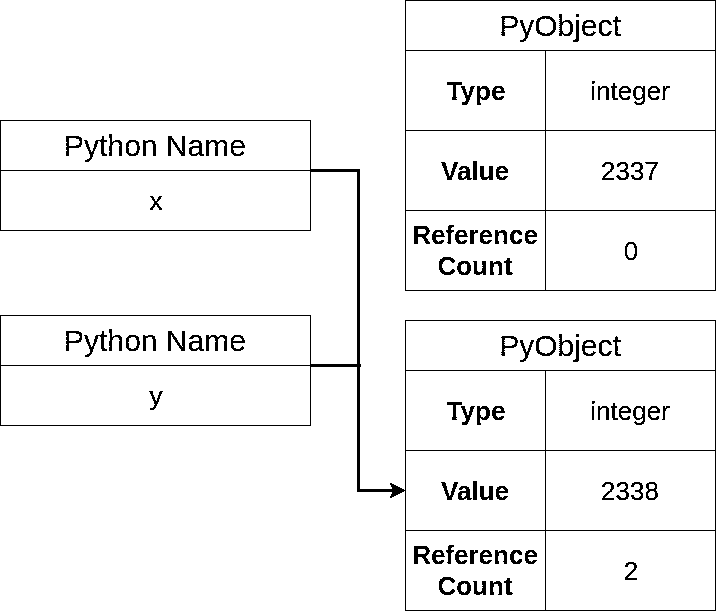 Python Name
x
Python Name
y
PyObject
Type integer
Value 2337
Reference
Count 0
PyObject
Type integer
Value 2338
Reference
Count 2